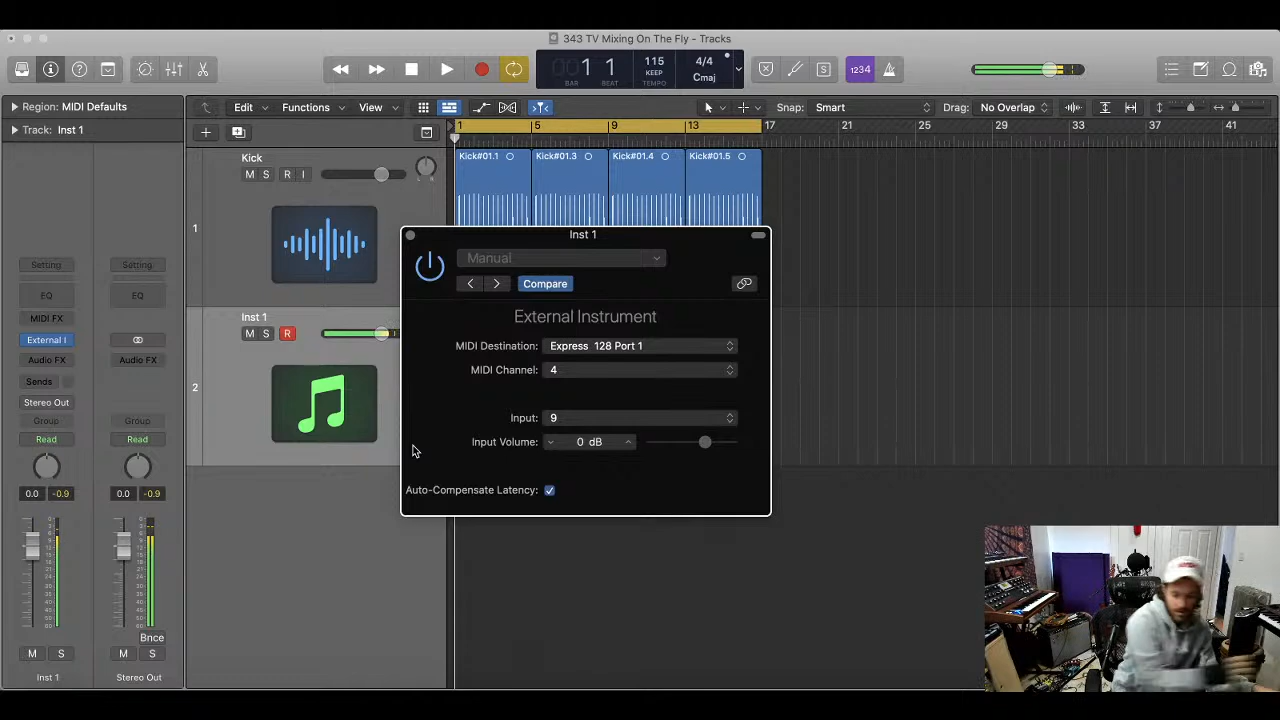 343 TV Mixing On The Fly - Tracks
001 1
BAR BEAT
115
KEEP
TEMPO
4/4
Cmaj
1234
Region: MIDI Defaults
Track: Inst 1
Edit
Functions
View
Snap: Smart
Drag: No Overlap
1 5 9 13 17 21 25 29 33 37 41
Kick
M S R I
1
Kick#01.1
Kick#01.3
Kick#01.4
Kick#01.5
Inst 1
M S R
2
Setting
Setting
EQ
EQ
MIDI FX
External I
Audio FX
Audio FX
Sends
Stereo Out
Group
Group
Read
Read
0.0 -0.9
0.0 -0.9
Bnce
M S
M S
Inst 1
Stereo Out
Inst 1
Manual
Compare
External Instrument
MIDI Destination: Express 128 Port 1
MIDI Channel: 4
Input: 9
Input Volume: 0 dB
Auto-Compensate Latency: